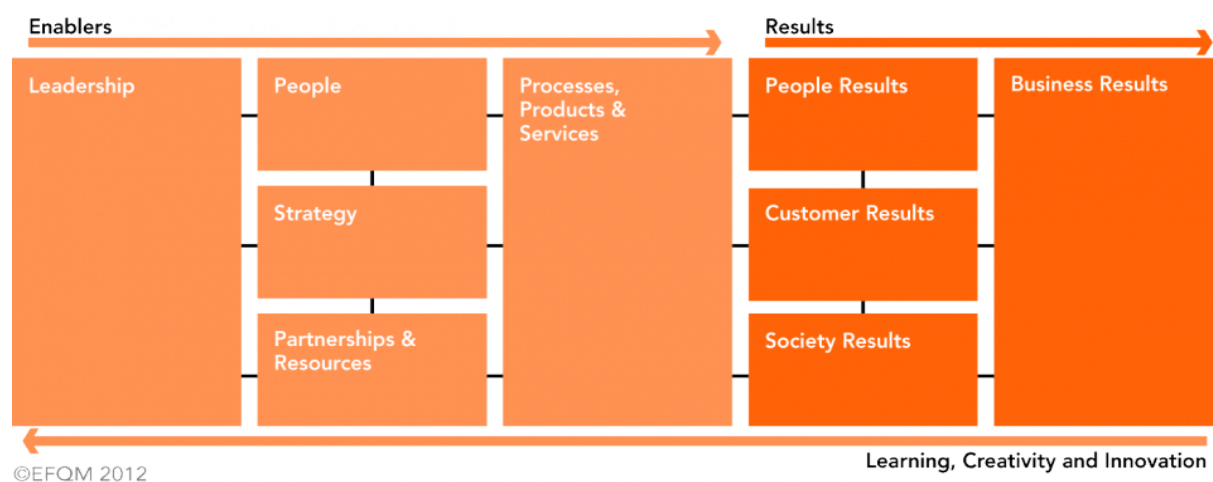 Enablers
Results
Leadership
People
Processes,
Products &
Services
People Results
Business Results
Strategy
Customer Results
Partnerships &
Resources
Society Results
Learning, Creativity and Innovation
©EFQM 2012